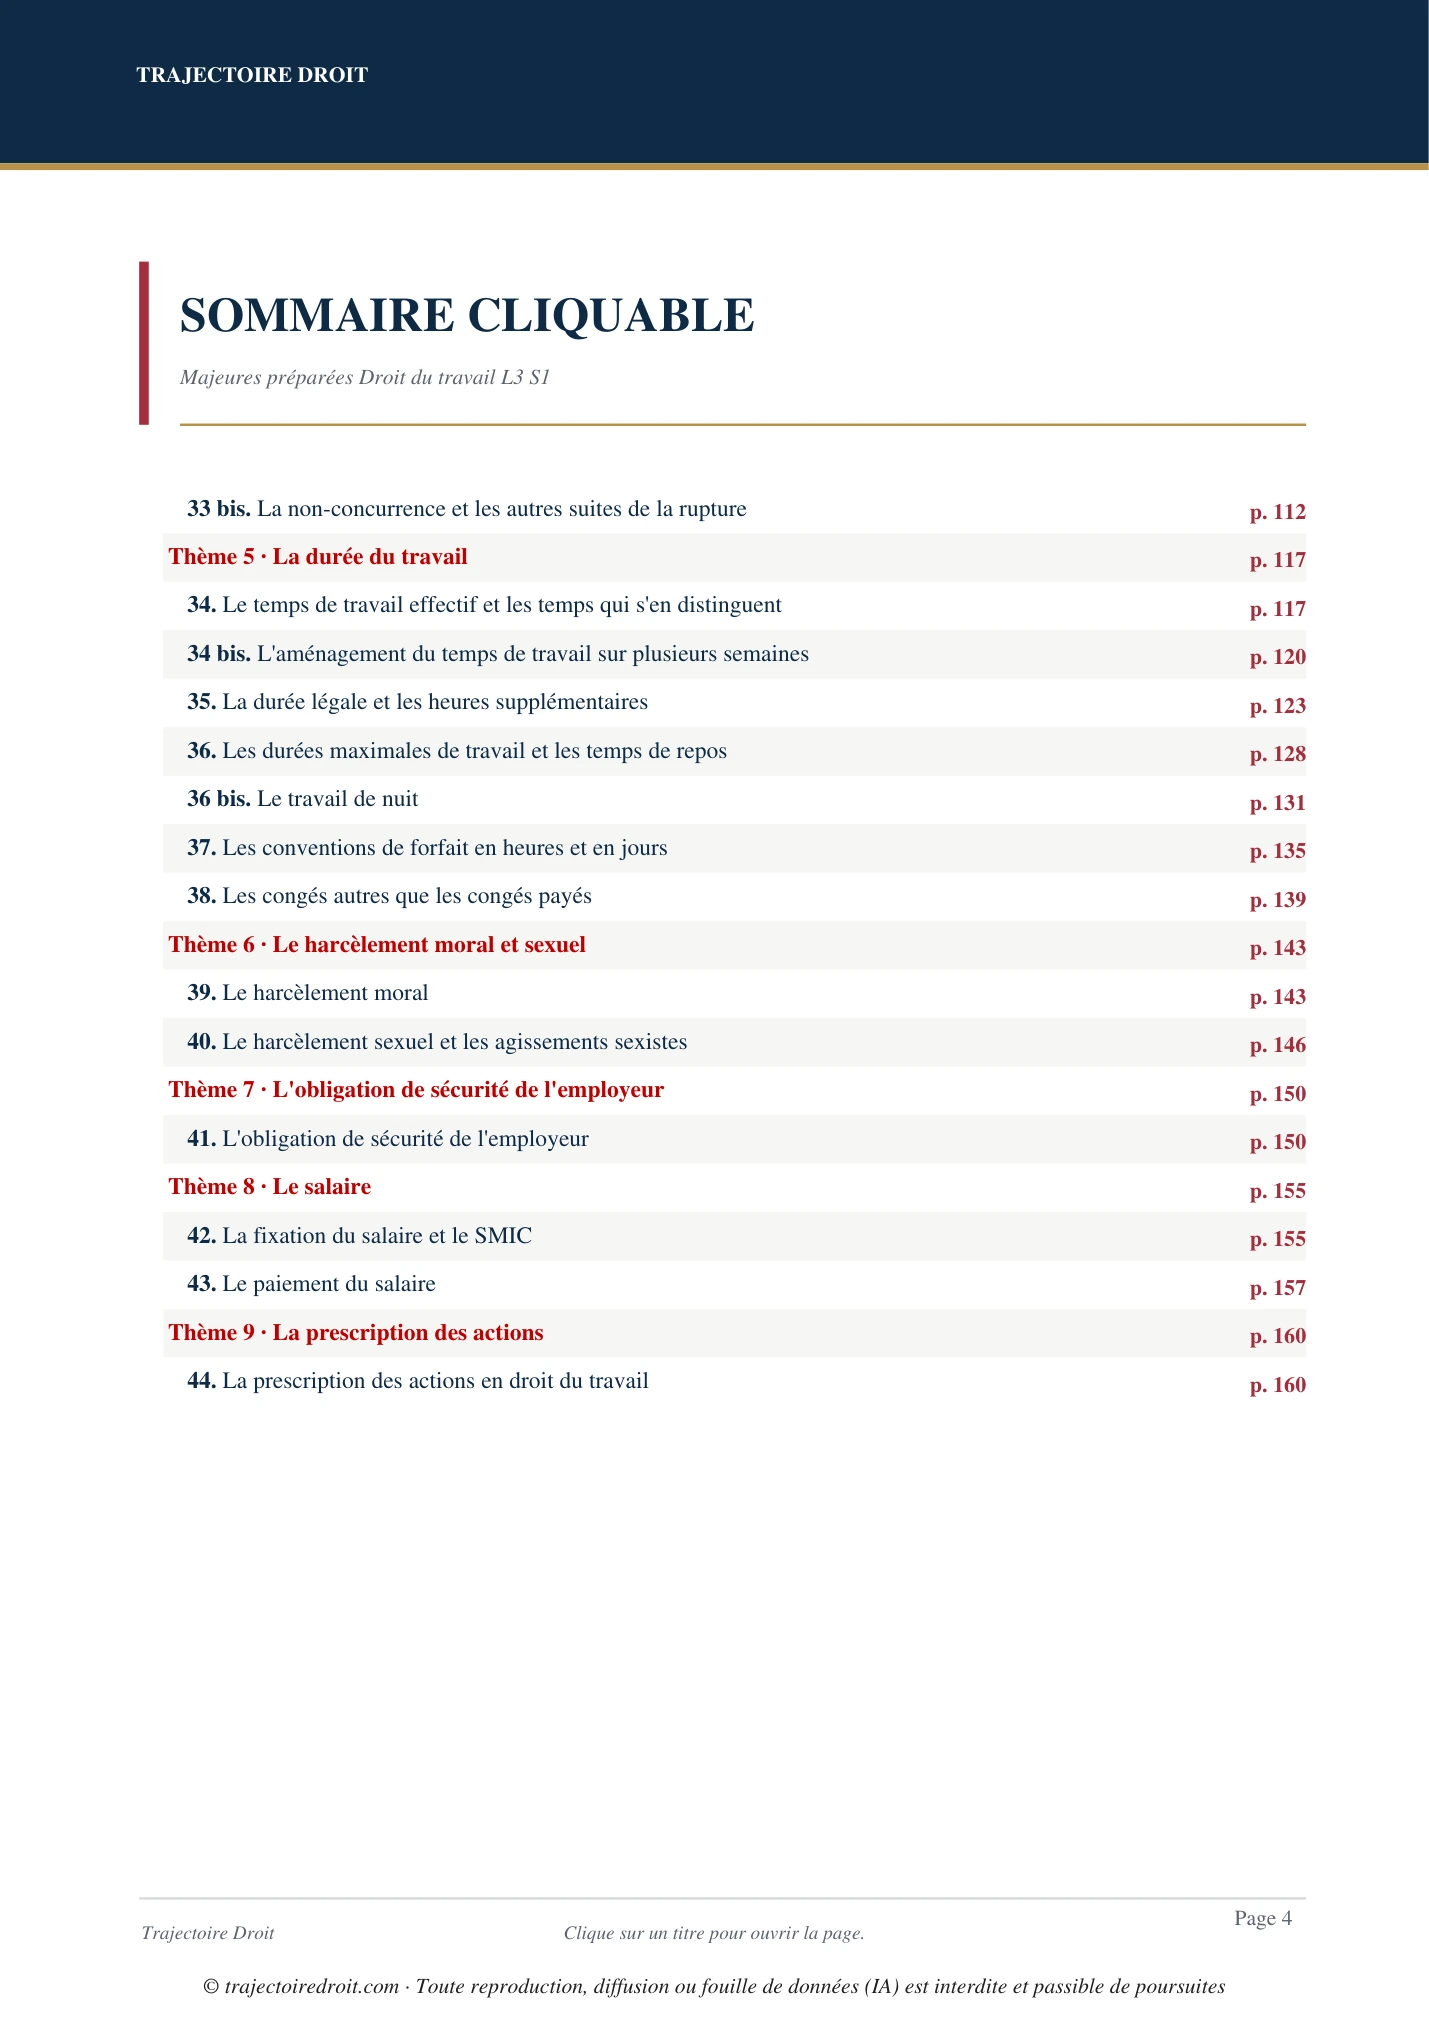 TRAJECTOIRE DROIT
SOMMAIRE CLIQUABLE
Majeures préparées Droit du travail L3 S1
33 bis. La non-concurrence et les autres suites de la rupture p. 112
Thème 5 · La durée du travail p. 117
34. Le temps de travail effectif et les temps qui s'en distinguent p. 117
34 bis. L'aménagement du temps de travail sur plusieurs semaines p. 120
35. La durée légale et les heures supplémentaires p. 123
36. Les durées maximales de travail et les temps de repos p. 128
36 bis. Le travail de nuit p. 131
37. Les conventions de forfait en heures et en jours p. 135
38. Les congés autres que les congés payés p. 139
Thème 6 · Le harcèlement moral et sexuel p. 143
39. Le harcèlement moral p. 143
40. Le harcèlement sexuel et les agissements sexistes p. 146
Thème 7 · L'obligation de sécurité de l'employeur p. 150
41. L'obligation de sécurité de l'employeur p. 150
Thème 8 · Le salaire p. 155
42. La fixation du salaire et le SMIC p. 155
43. Le paiement du salaire p. 157
Thème 9 · La prescription des actions p. 160
44. La prescription des actions en droit du travail p. 160
Trajectoire Droit Clique sur un titre pour ouvrir la page. Page 4
© trajectoiredroit.com · Toute reproduction, diffusion ou fouille de données (IA) est interdite et passible de poursuites